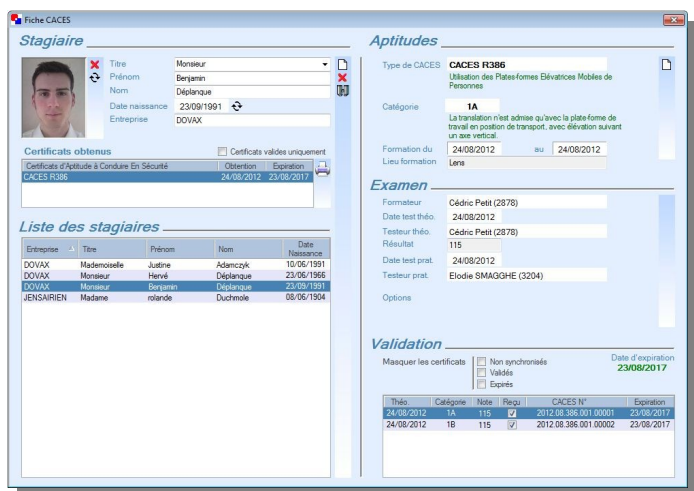 Fiche CACES
Stagiaire
Titre Monsieur
Prénom Benjamin
Nom Déplanque
Date naissance 23/09/1991
Entreprise DOVAX
Certificats obtenus Certificats valides uniquement
Certificats d'Aptitude à Conduire En Sécurité Obtention Expiration
CACES R386 24/08/2012 23/08/2017
Liste des stagiaires
Entreprise Titre Prénom Nom Date Naissance
DOVAX Mademoiselle Justine Adamczyk 10/06/1991
DOVAX Monsieur Hervé Déplanque 23/06/1966
DOVAX Monsieur Benjamin Déplanque 23/09/1991
JENSAIRIEN Madame rolande Duchmole 08/06/1904
Aptitudes
Type de CACES CACES R386
Utilisation des Plates-formes Elévatrices Mobiles de
Personnes
Catégorie 1A
La translation n'est admise qu'avec la plate-forme de
travail en position de transport, avec élévation suivant
un axe vertical.
Formation du 24/08/2012 au 24/08/2012
Lieu formation Lens
Examen
Formateur Cédric Petit (2878)
Date test théo. 24/08/2012
Testeur théo. Cédric Petit (2878)
Résultat 115
Date test prat. 24/08/2012
Testeur prat. Elodie SMAGGHE (3204)
Options
Validation
Masquer les certificats Non synchronisés
Validés
Expirés
Date d'expiration
23/08/2017
Théo. Catégorie Note Reçu CACES N° Expiration
24/08/2012 1A 115 2012.08.386.001.00001 23/08/2017
24/08/2012 1B 115 2012.08.386.001.00002 23/08/2017